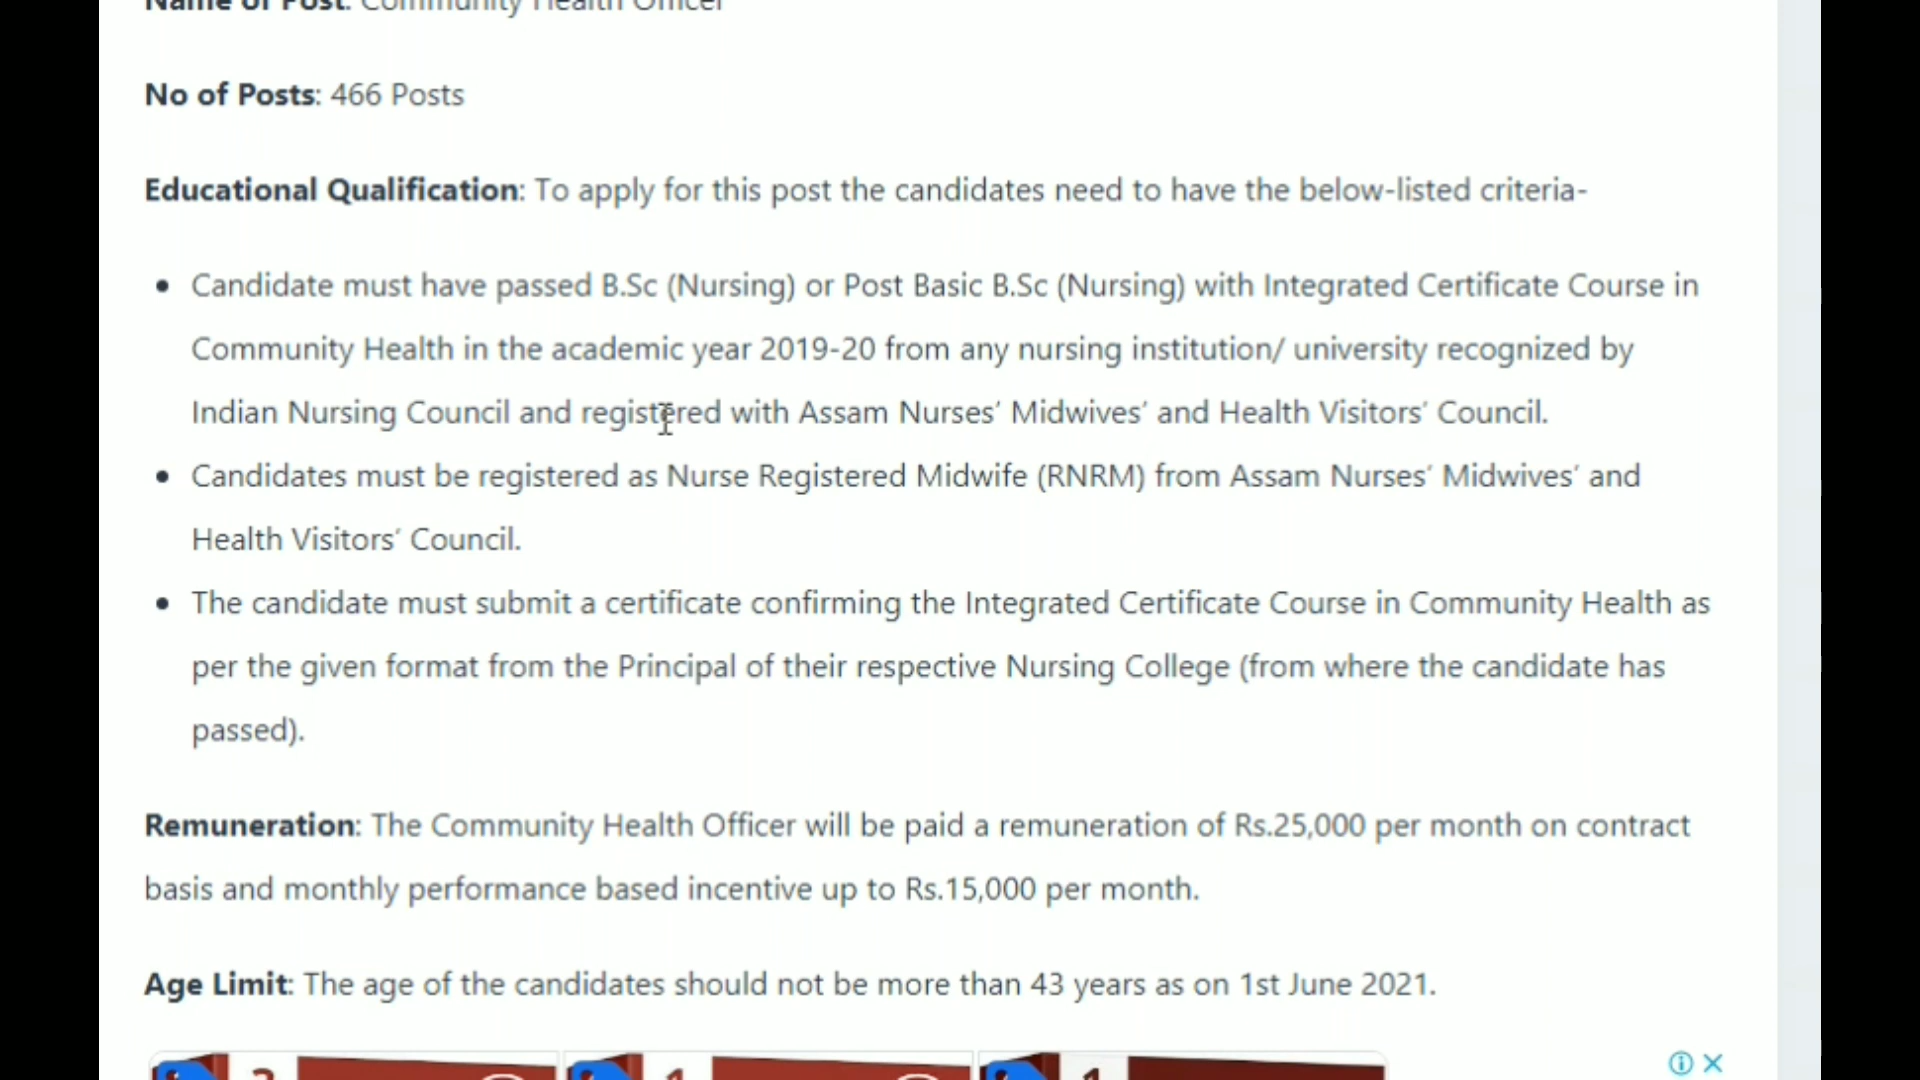 Name of Post: Community Health Officer
No of Posts: 466 Posts
Educational Qualification: To apply for this post the candidates need to have the below-listed criteria-
• Candidate must have passed B.Sc (Nursing) or Post Basic B.Sc (Nursing) with Integrated Certificate Course in
Community Health in the academic year 2019-20 from any nursing institution/ university recognized by
Indian Nursing Council and registered with Assam Nurses’ Midwives’ and Health Visitors’ Council.
• Candidates must be registered as Nurse Registered Midwife (RNRM) from Assam Nurses’ Midwives’ and
Health Visitors’ Council.
• The candidate must submit a certificate confirming the Integrated Certificate Course in Community Health as
per the given format from the Principal of their respective Nursing College (from where the candidate has
passed).
Remuneration: The Community Health Officer will be paid a remuneration of Rs.25,000 per month on contract
basis and monthly performance based incentive up to Rs.15,000 per month.
Age Limit: The age of the candidates should not be more than 43 years as on 1st June 2021.